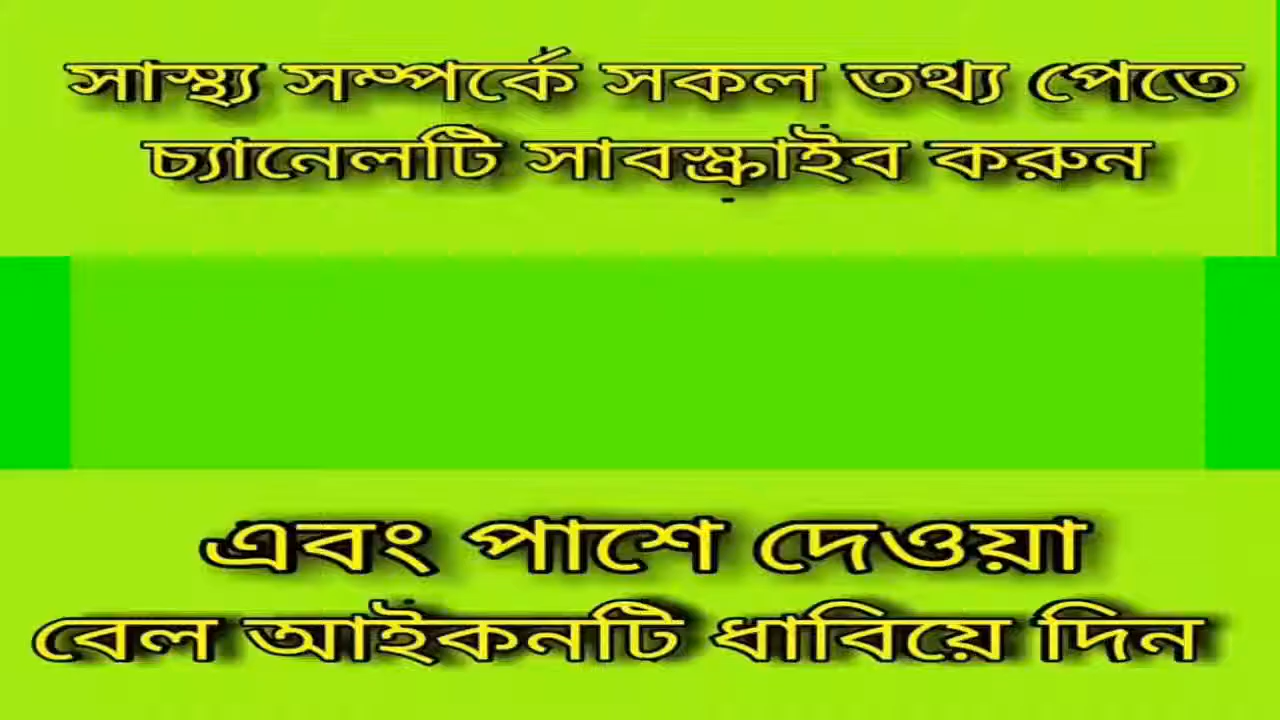 সাস্থ্য সম্পর্কে সকল তথ্য পেতে
চ্যানেলটি সাবস্ক্রাইব করুন
এবং পাশে দেওয়া
বেল আইকনটি ধাবিয়ে দিন